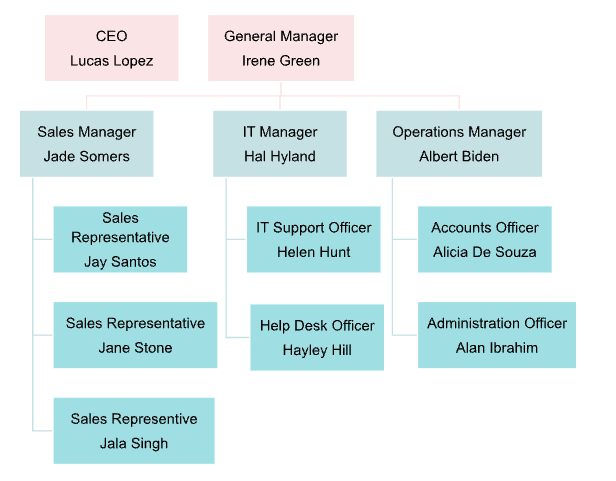 CEO
Lucas Lopez
General Manager
Irene Green
Sales Manager
Jade Somers
IT Manager
Hal Hyland
Operations Manager
Albert Biden
Sales
Representative
Jay Santos
IT Support Officer
Helen Hunt
Accounts Officer
Alicia De Souza
Sales Representative
Jane Stone
Help Desk Officer
Hayley Hill
Administration Officer
Alan Ibrahim
Sales Representive
Jala Singh